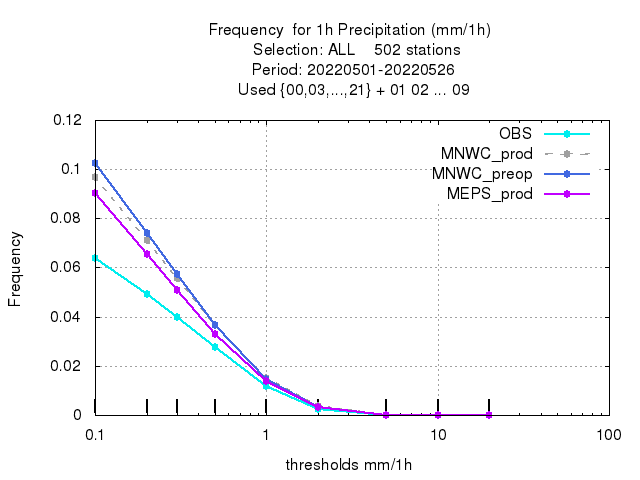 Frequency  for 1h Precipitation (mm/1h)
Selection: ALL    502 stations
Period: 20220501-20220526
Used {00,03,...,21} + 01 02 ... 09
OBS
MNWC_prod
MNWC_preop
MEPS_prod
Frequency
0.12
0.1
0.08
0.06
0.04
0.02
0
0.1
1
10
100
thresholds mm/1h